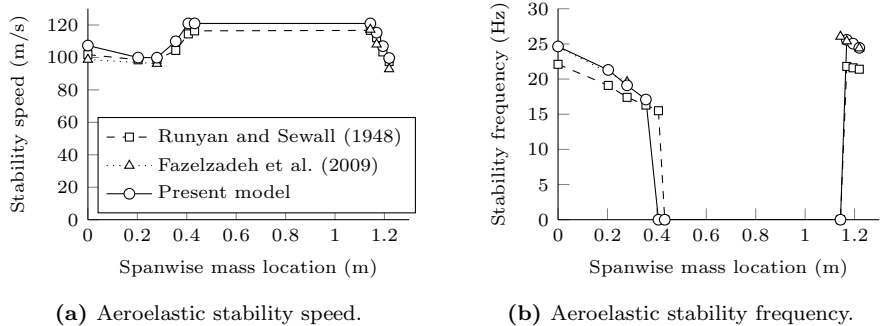 120
100
80
60
40
20
0
0 0.2 0.4 0.6 0.8 1 1.2
Stability speed (m/s)
Spanwise mass location (m)
Runyan and Sewall (1948)
Fazelzadeh et al. (2009)
Present model
(a) Aeroelastic stability speed.
30
25
20
15
10
5
0
0 0.2 0.4 0.6 0.8 1 1.2
Stability frequency (Hz)
Spanwise mass location (m)
(b) Aeroelastic stability frequency.